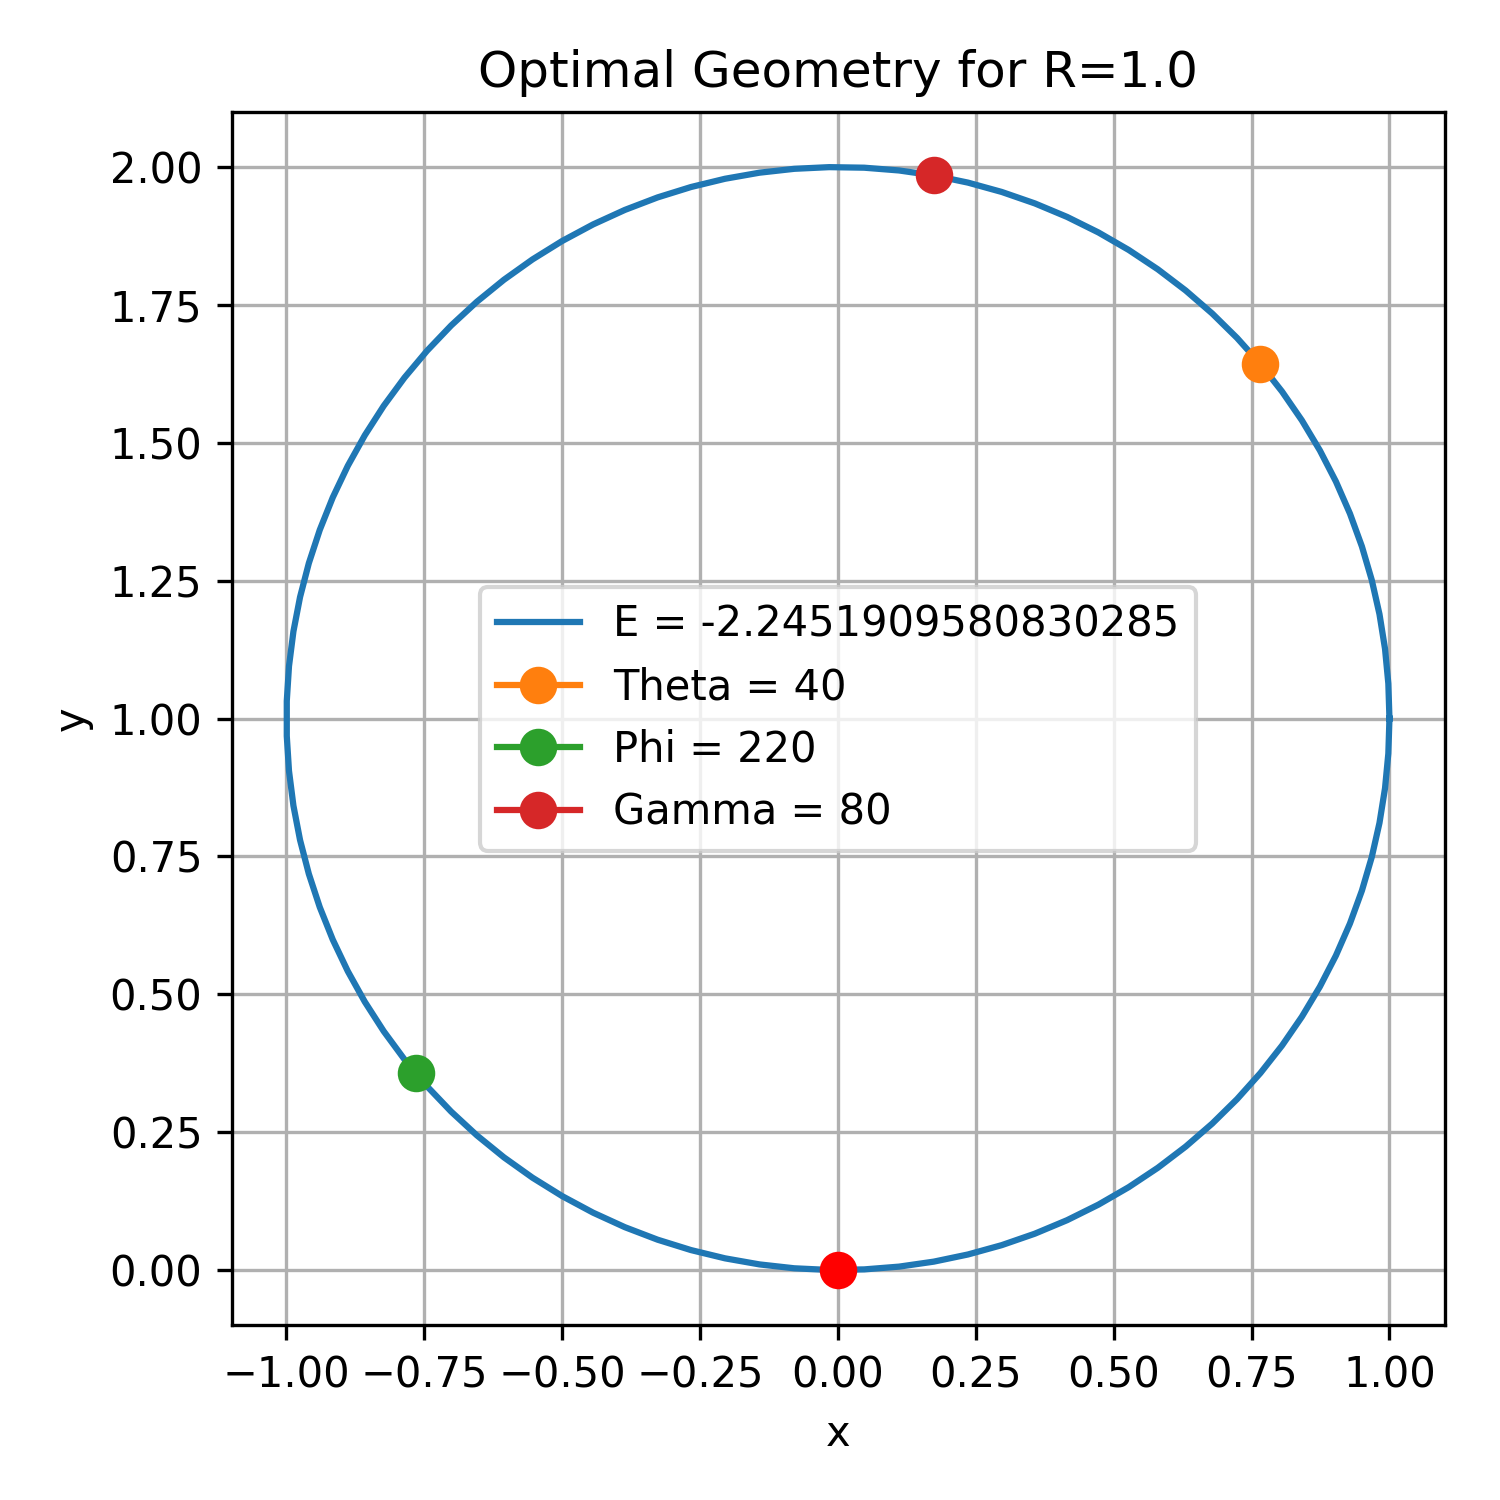 Optimal Geometry for R=1.0
2.00
1.75
1.50
1.25
1.00
0.75
0.50
0.25
0.00
y
E = -2.2451909580830285
Theta = 40
Phi = 220
Gamma = 80
−1.00 −0.75 −0.50 −0.25 0.00 0.25 0.50 0.75 1.00
x